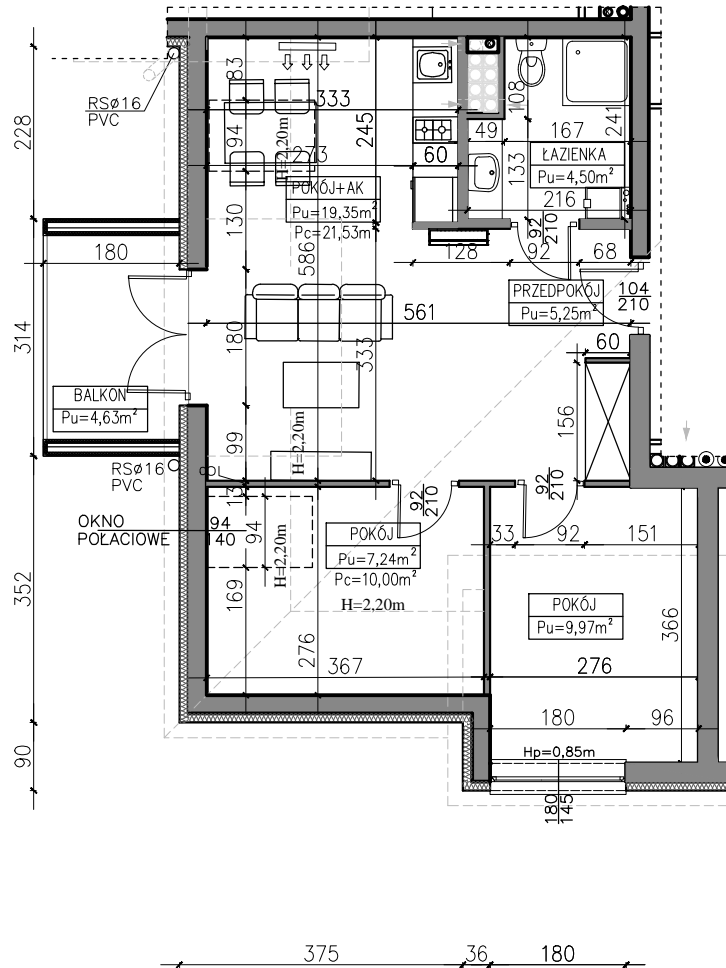 83
RSø16
PVC
333
245
108
241
228
94
H=2,20m
49
167
273
60
133
ŁAZIENKA
Pu=4,50m²
POKÓJ+AK
Pu=19,35m²
Pc=21,53m²
216
130
92
210
180
586
128
92
68
PRZEDPOKÓJ
Pu=5,25m²
104
210
314
180
561
60
333
BALKON
Pu=4,63m²
99
H=2,20m
156
RSø16
PVC
13
92
210
92
210
OKNO
POŁACIOWE
94
140
94
H=2,20m
POKÓJ
Pu=7,24m²
Pc=10,00m²
H=2,20m
33
92
151
352
169
276
POKÓJ
Pu=9,97m²
366
367
276
180
96
90
Hp=0,85m
180
145
375
36
180